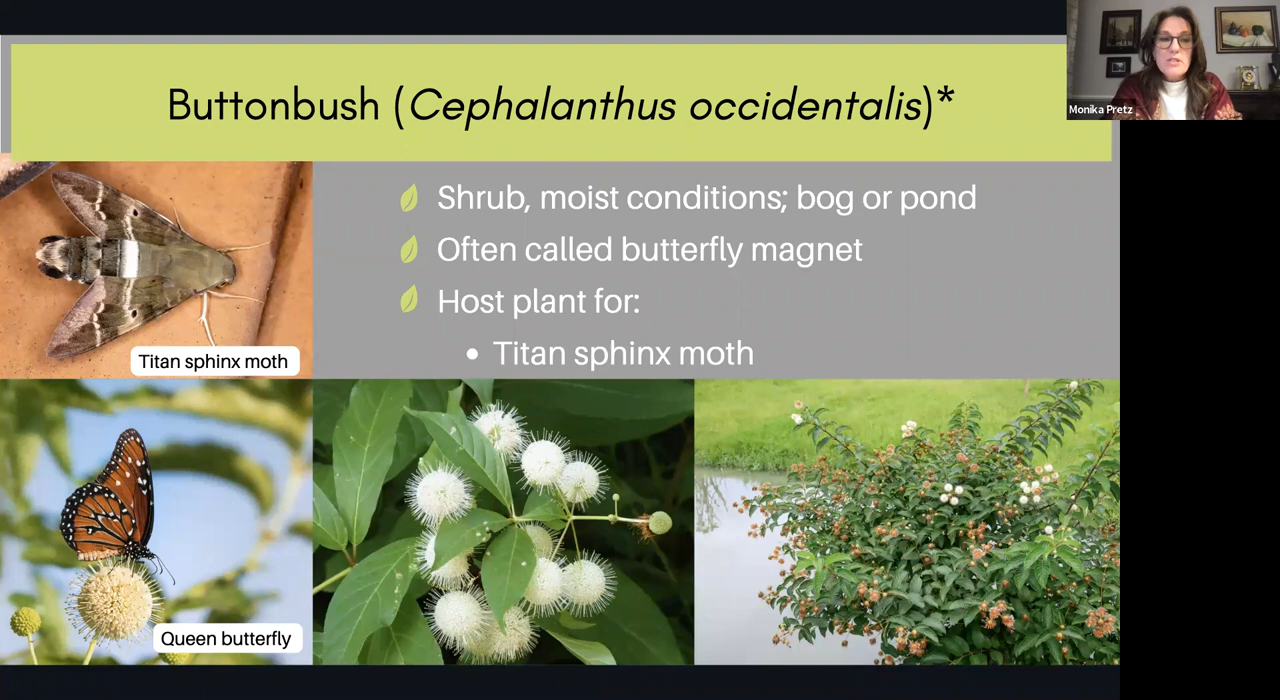 Buttonbush (Cephalanthus occidentalis)*
Monika Pretz
Shrub, moist conditions; bog or pond
Often called butterfly magnet
Host plant for:
• Titan sphinx moth
Titan sphinx moth
Queen butterfly